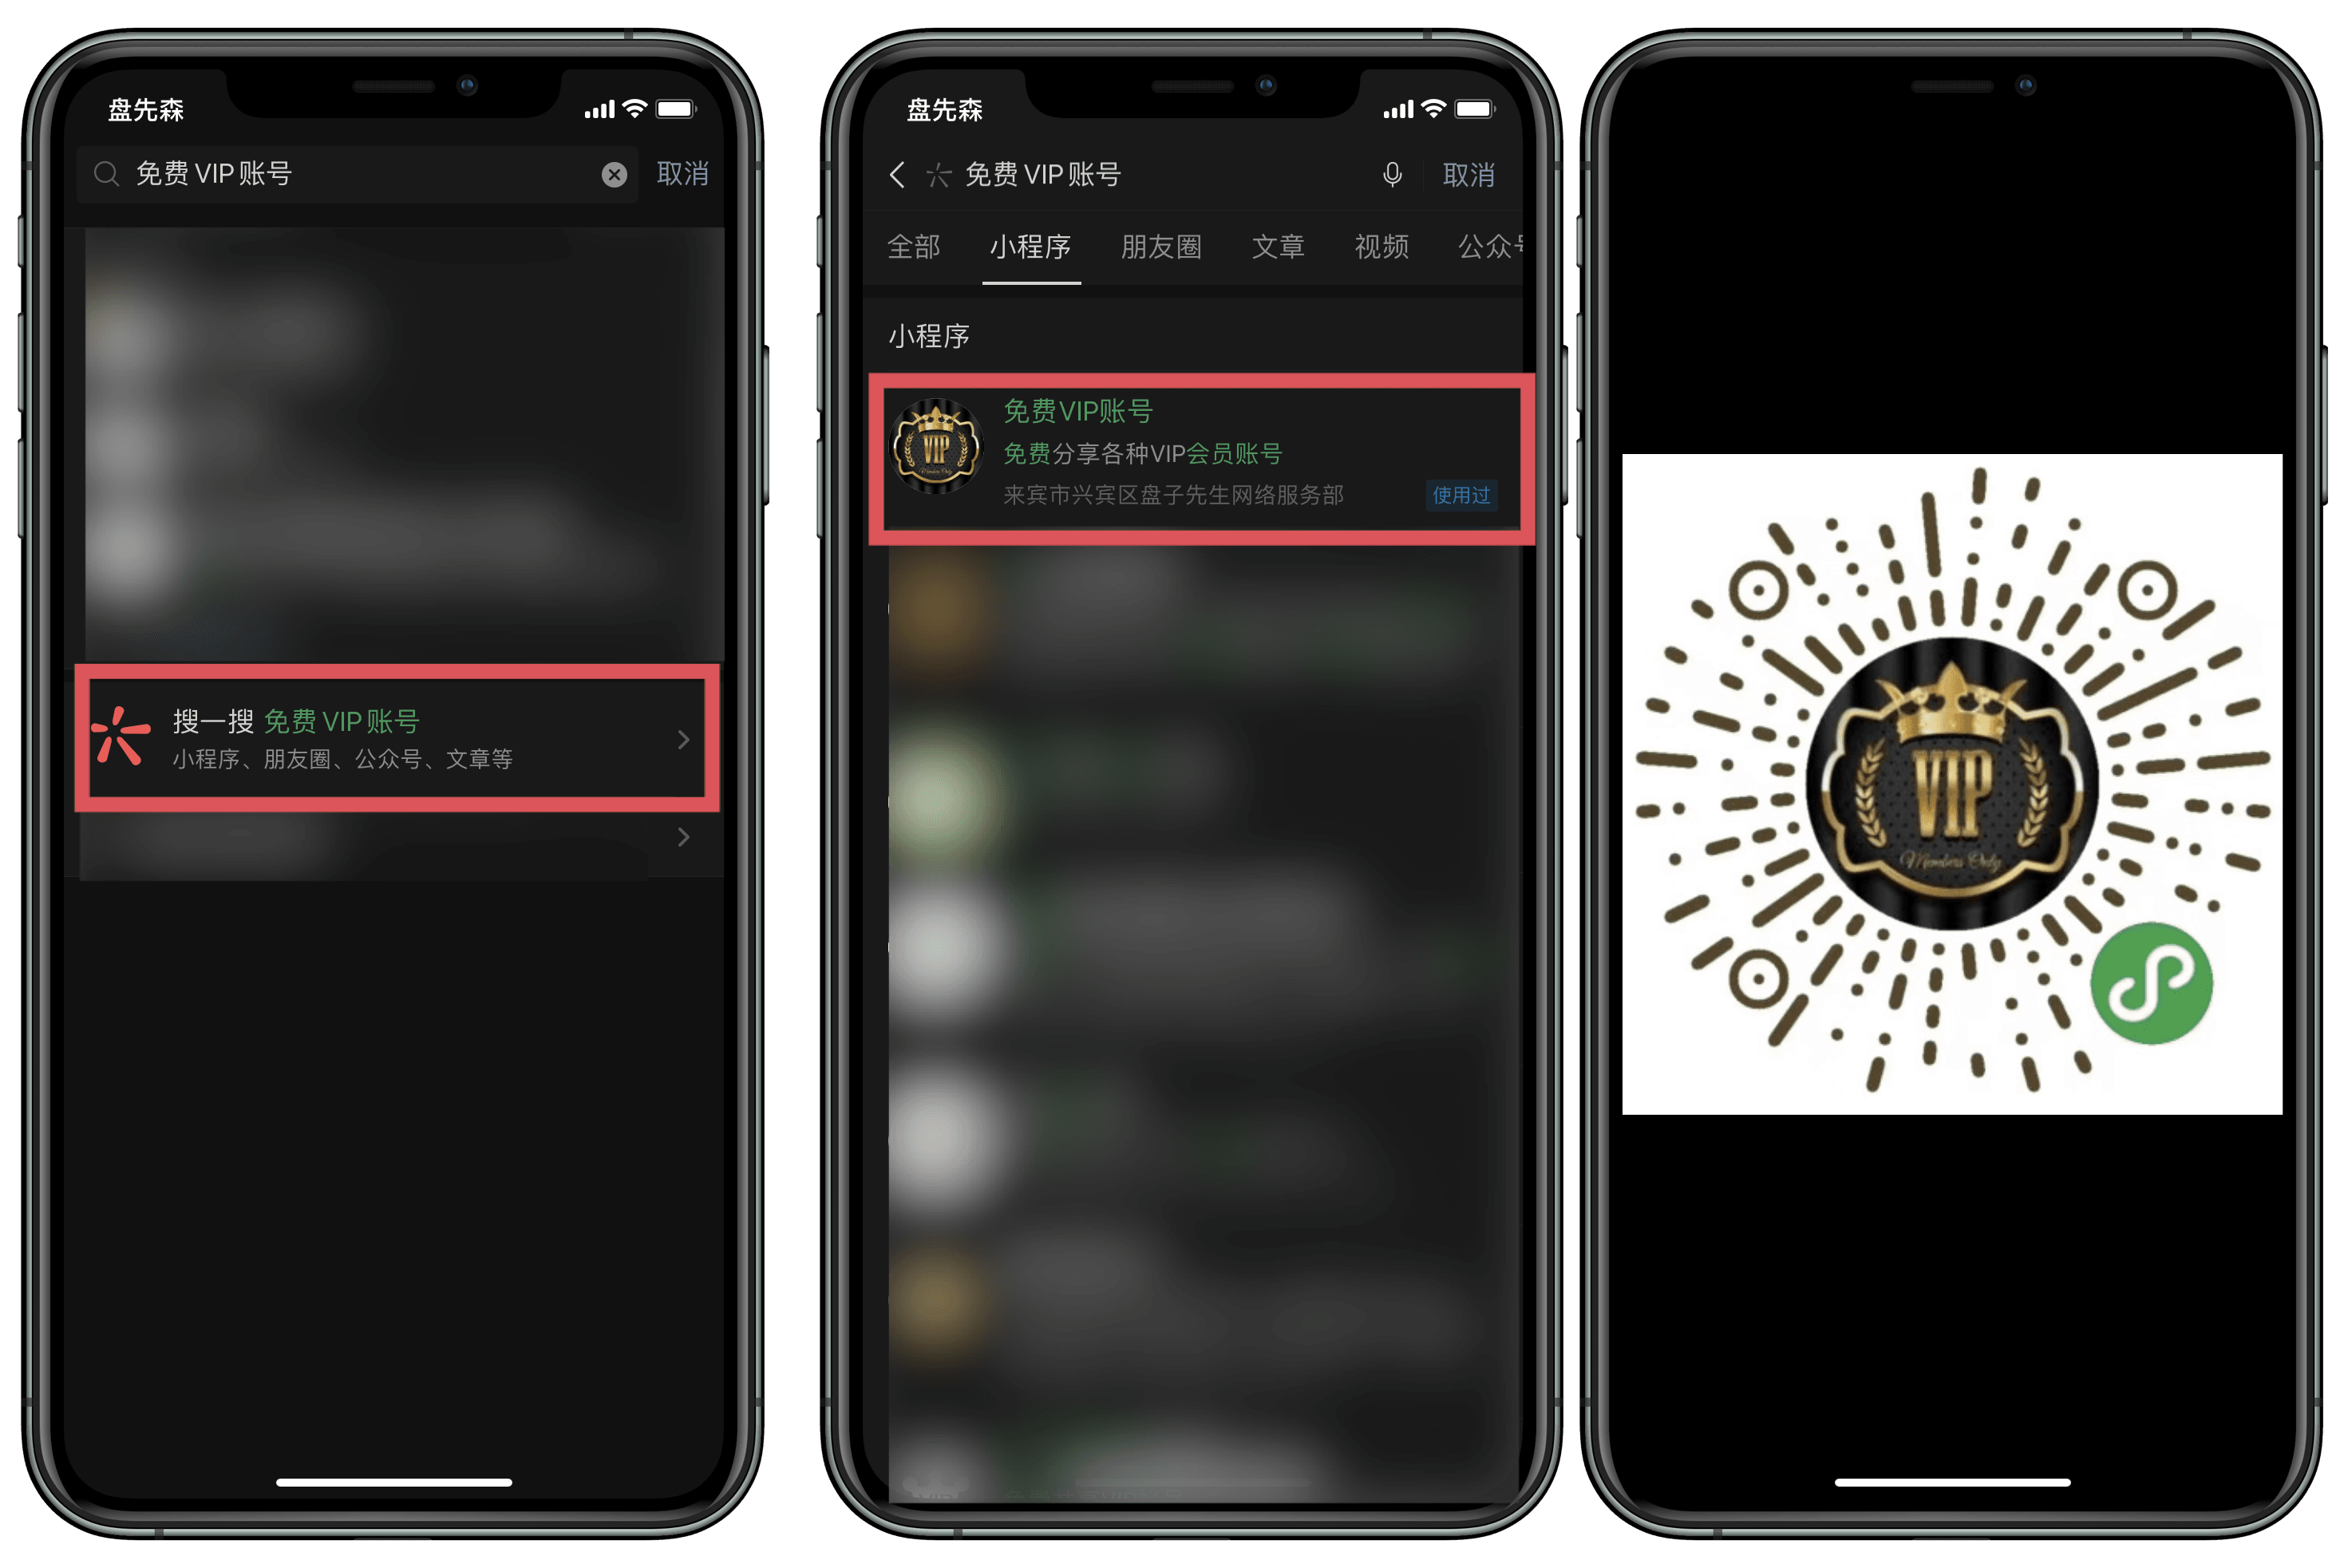 盘先森
免费 VIP 账号
取消
搜一搜 免费 VIP 账号
小程序、朋友圈、公众号、文章等
盘先森
免费 VIP 账号
取消
全部
小程序
朋友圈
文章
视频
公众号
小程序
VIP
免费VIP账号
免费分享各种VIP会员账号
来宾市兴宾区盘子先生网络服务部
使用过
VIP
Members Only